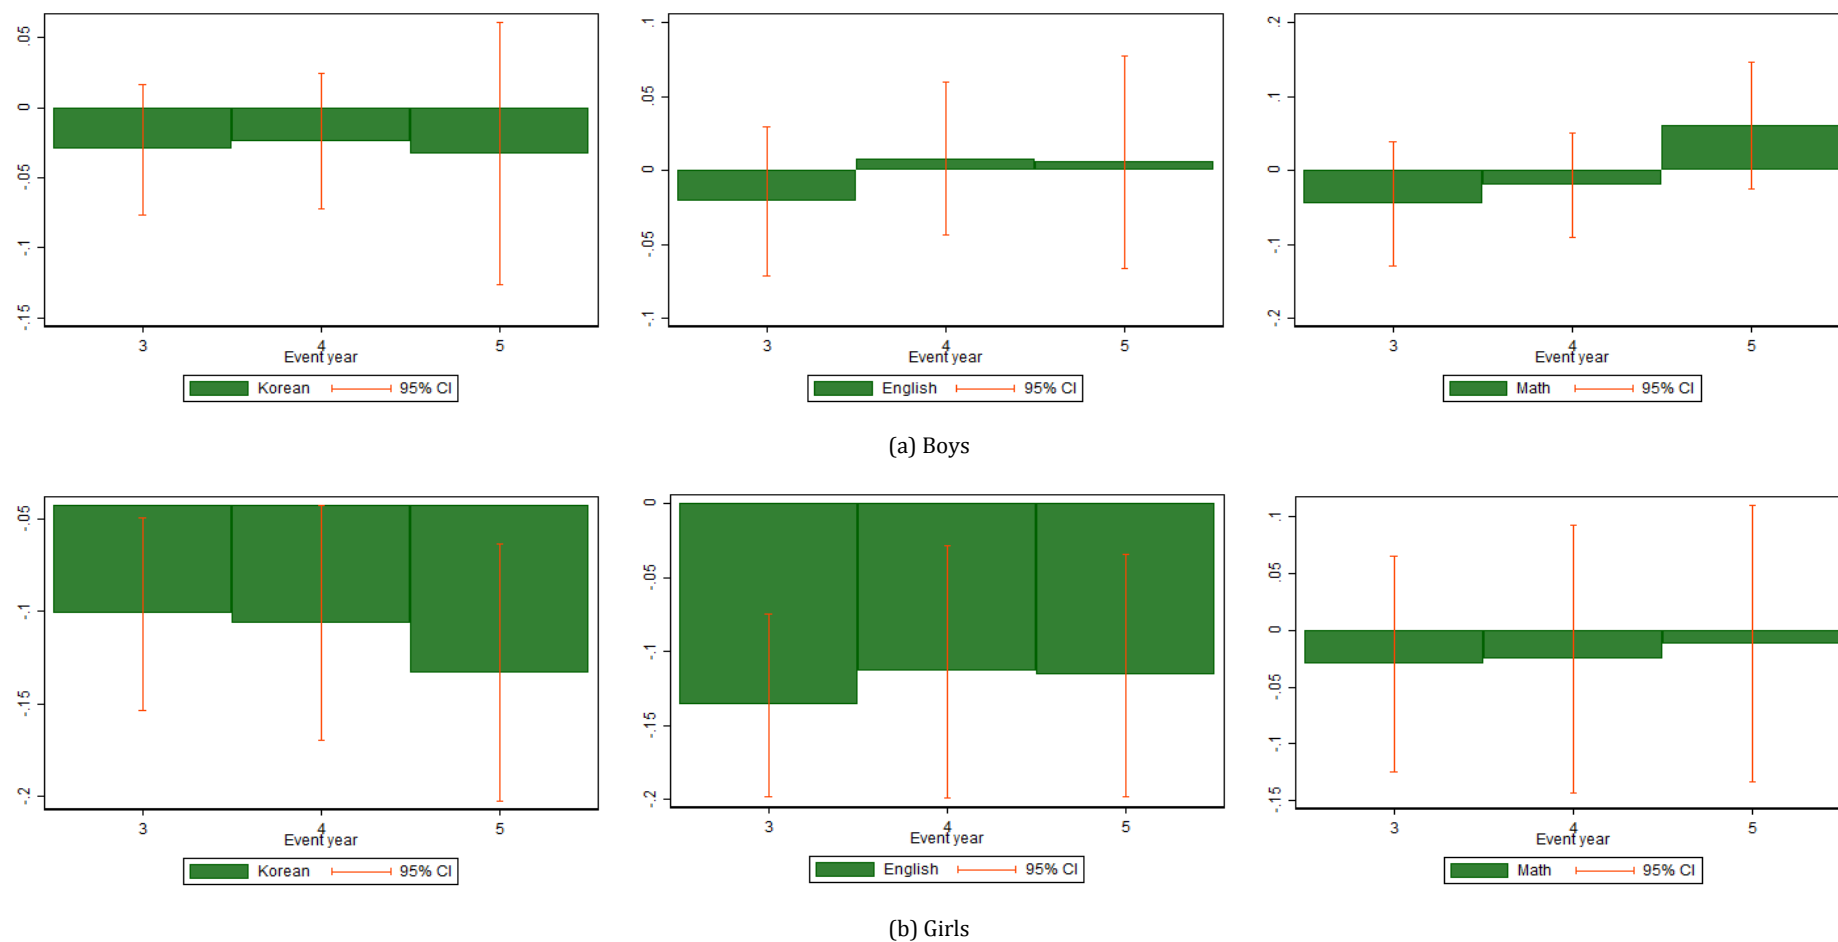 .05
0
-.05
-.1
-.15
3 4 5
Event year
Korean 95% CI
.1
.05
0
-.05
-.1
3 4 5
Event year
English 95% CI
.2
.1
0
-.1
-.2
3 4 5
Event year
Math 95% CI
(a) Boys
-.05
-.1
-.15
-.2
3 4 5
Event year
Korean 95% CI
0
-.05
-.1
-.15
-.2
3 4 5
Event year
English 95% CI
.1
.05
0
-.05
-.1
-.15
3 4 5
Event year
Math 95% CI
(b) Girls